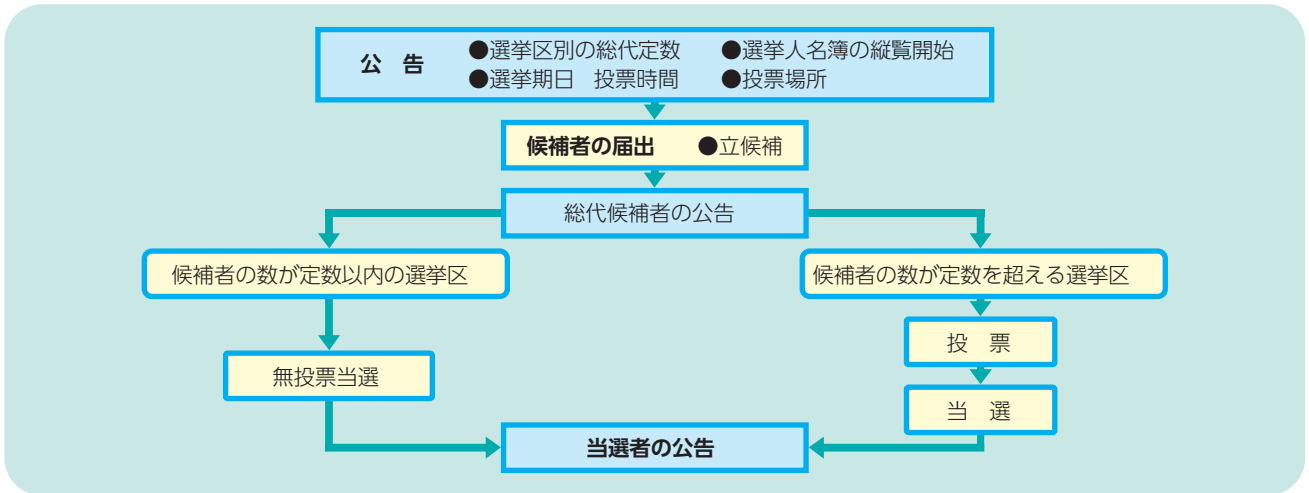 公　告
●選挙区別の総代定数　●選挙人名簿の縦覧開始
●選挙期日　投票時間　●投票場所
候補者の届出　●立候補
総代候補者の公告
候補者の数が定数以内の選挙区
候補者の数が定数を超える選挙区
投　票
無投票当選
当　選
当選者の公告